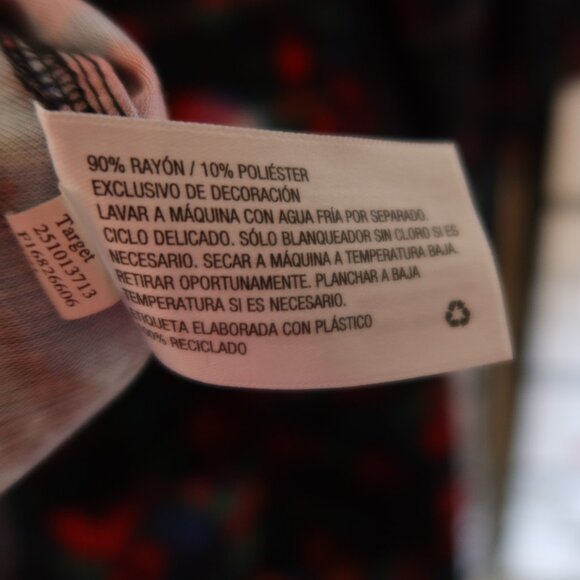 90% RAYÓN / 10% POLIÉSTER
EXCLUSIVO DE DECORACIÓN
LAVAR A MÁQUINA CON AGUA FRÍA POR SEPARADO.
CICLO DELICADO. SÓLO BLANQUEADOR SIN CLORO SI ES
NECESARIO. SECAR A MÁQUINA A TEMPERATURA BAJA.
RETIRAR OPORTUNAMENTE. PLANCHAR A BAJA
TEMPERATURA SI ES NECESARIO.
ETIQUETA ELABORADA CON PLÁSTICO
RECICLADO
Target
251013713
F16826606